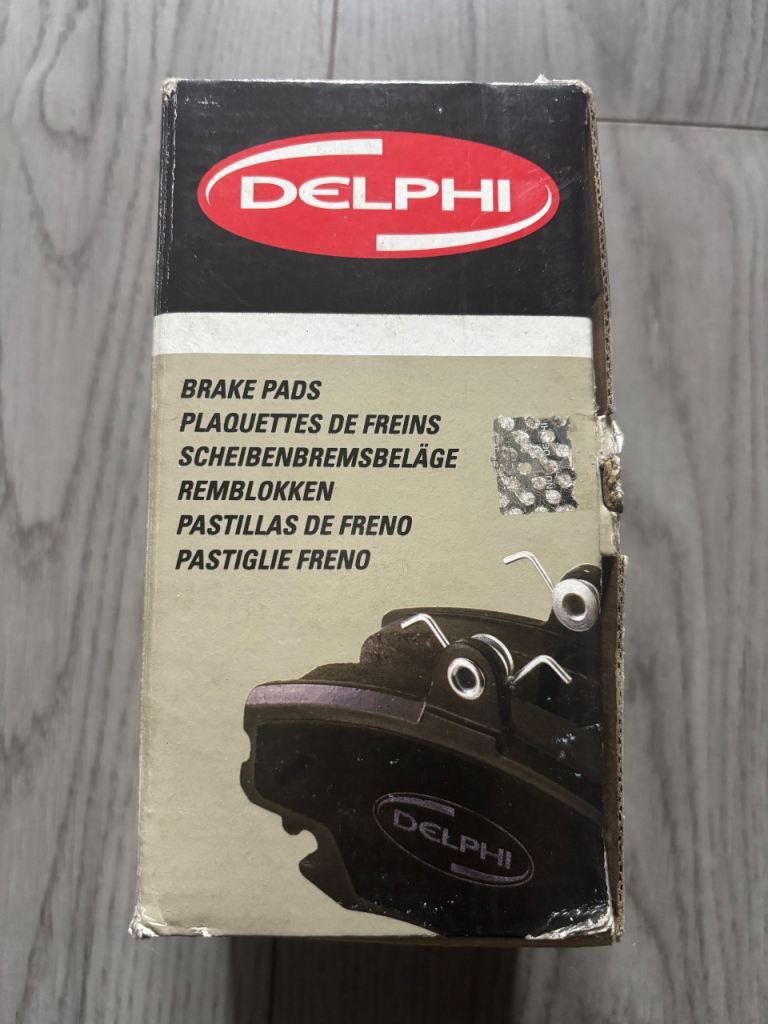 DELPHI
BRAKE PADS
PLAQUETTES DE FREINS
SCHEIBENBREMSBELÄGE
REMBLOKKEN
PASTILLAS DE FRENO
PASTIGLIE FRENO
DELPHI